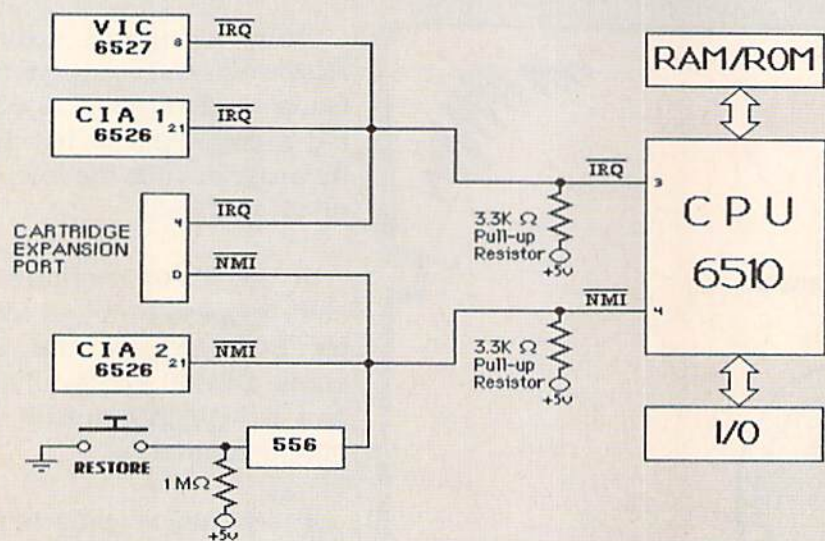 VIC
6527
8
IRQ
CIA 1
6526
21
IRQ
CARTRIDGE
EXPANSION
PORT
4
IRQ
D
NMI
CIA 2
6526
21
NMI
RESTORE
1 MΩ
+5v
556
3.3K Ω
Pull-up
Resistor
+5v
IRQ
3
3.3K Ω
Pull-up
Resistor
+5v
NMI
4
RAM/ROM
CPU
6510
I/O